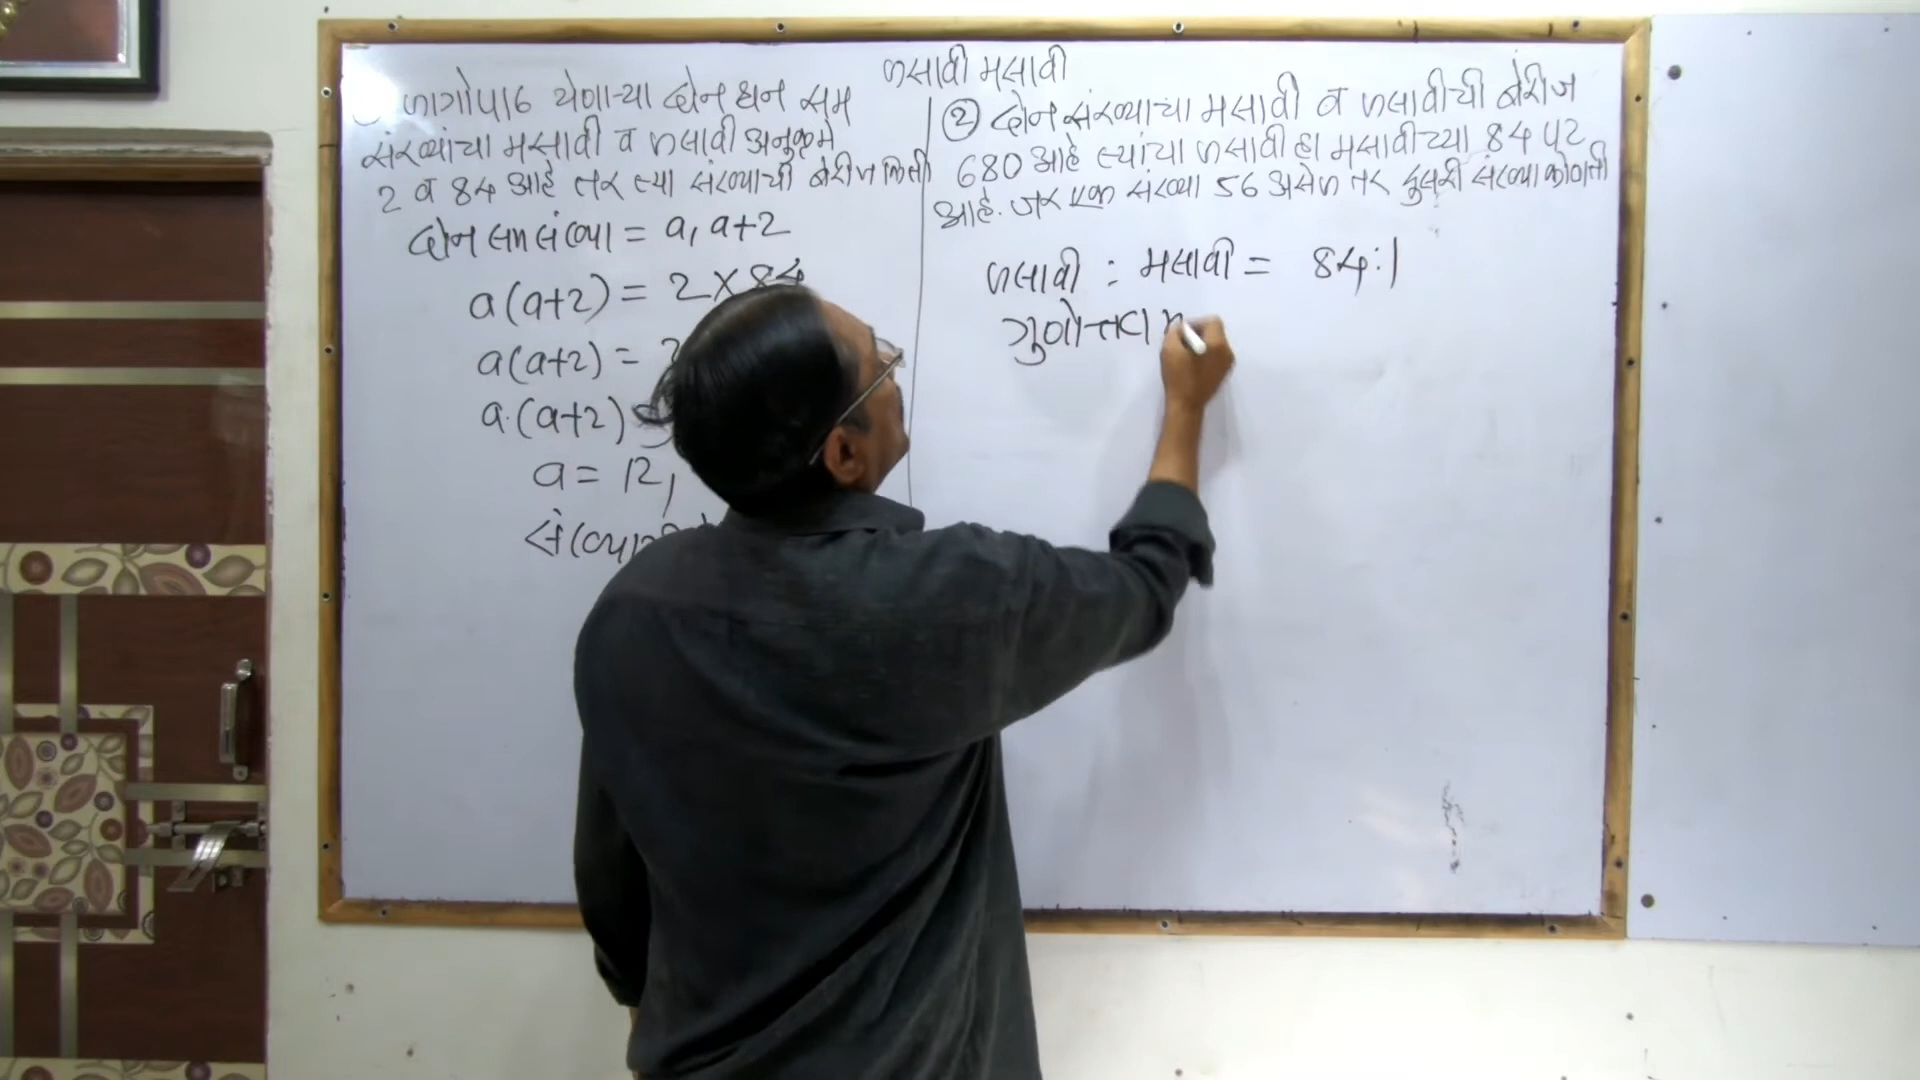 लसावी मसावी
लागोपाठ येणाऱ्या दोन क्रम सम
संख्यांचा मसावी व लसावी अनुक्रमे
2 व 84 आहे तर त्या संख्याची बेरीज किती
दोन सम संख्या = a, a+2
a(a+2) = 2×84
a(a+2) =
a.(a+2)
a = 12,
② दोन संख्यांचा मसावी व लसावीची बेरीज
680 आहे त्यांचा लसावी हा मसावीच्या 84 पट
आहे. जर एक संख्या 56 असेल तर दुसरी संख्या कोणती
लसावी : मसावी = 84:1
गुणोत्तरा